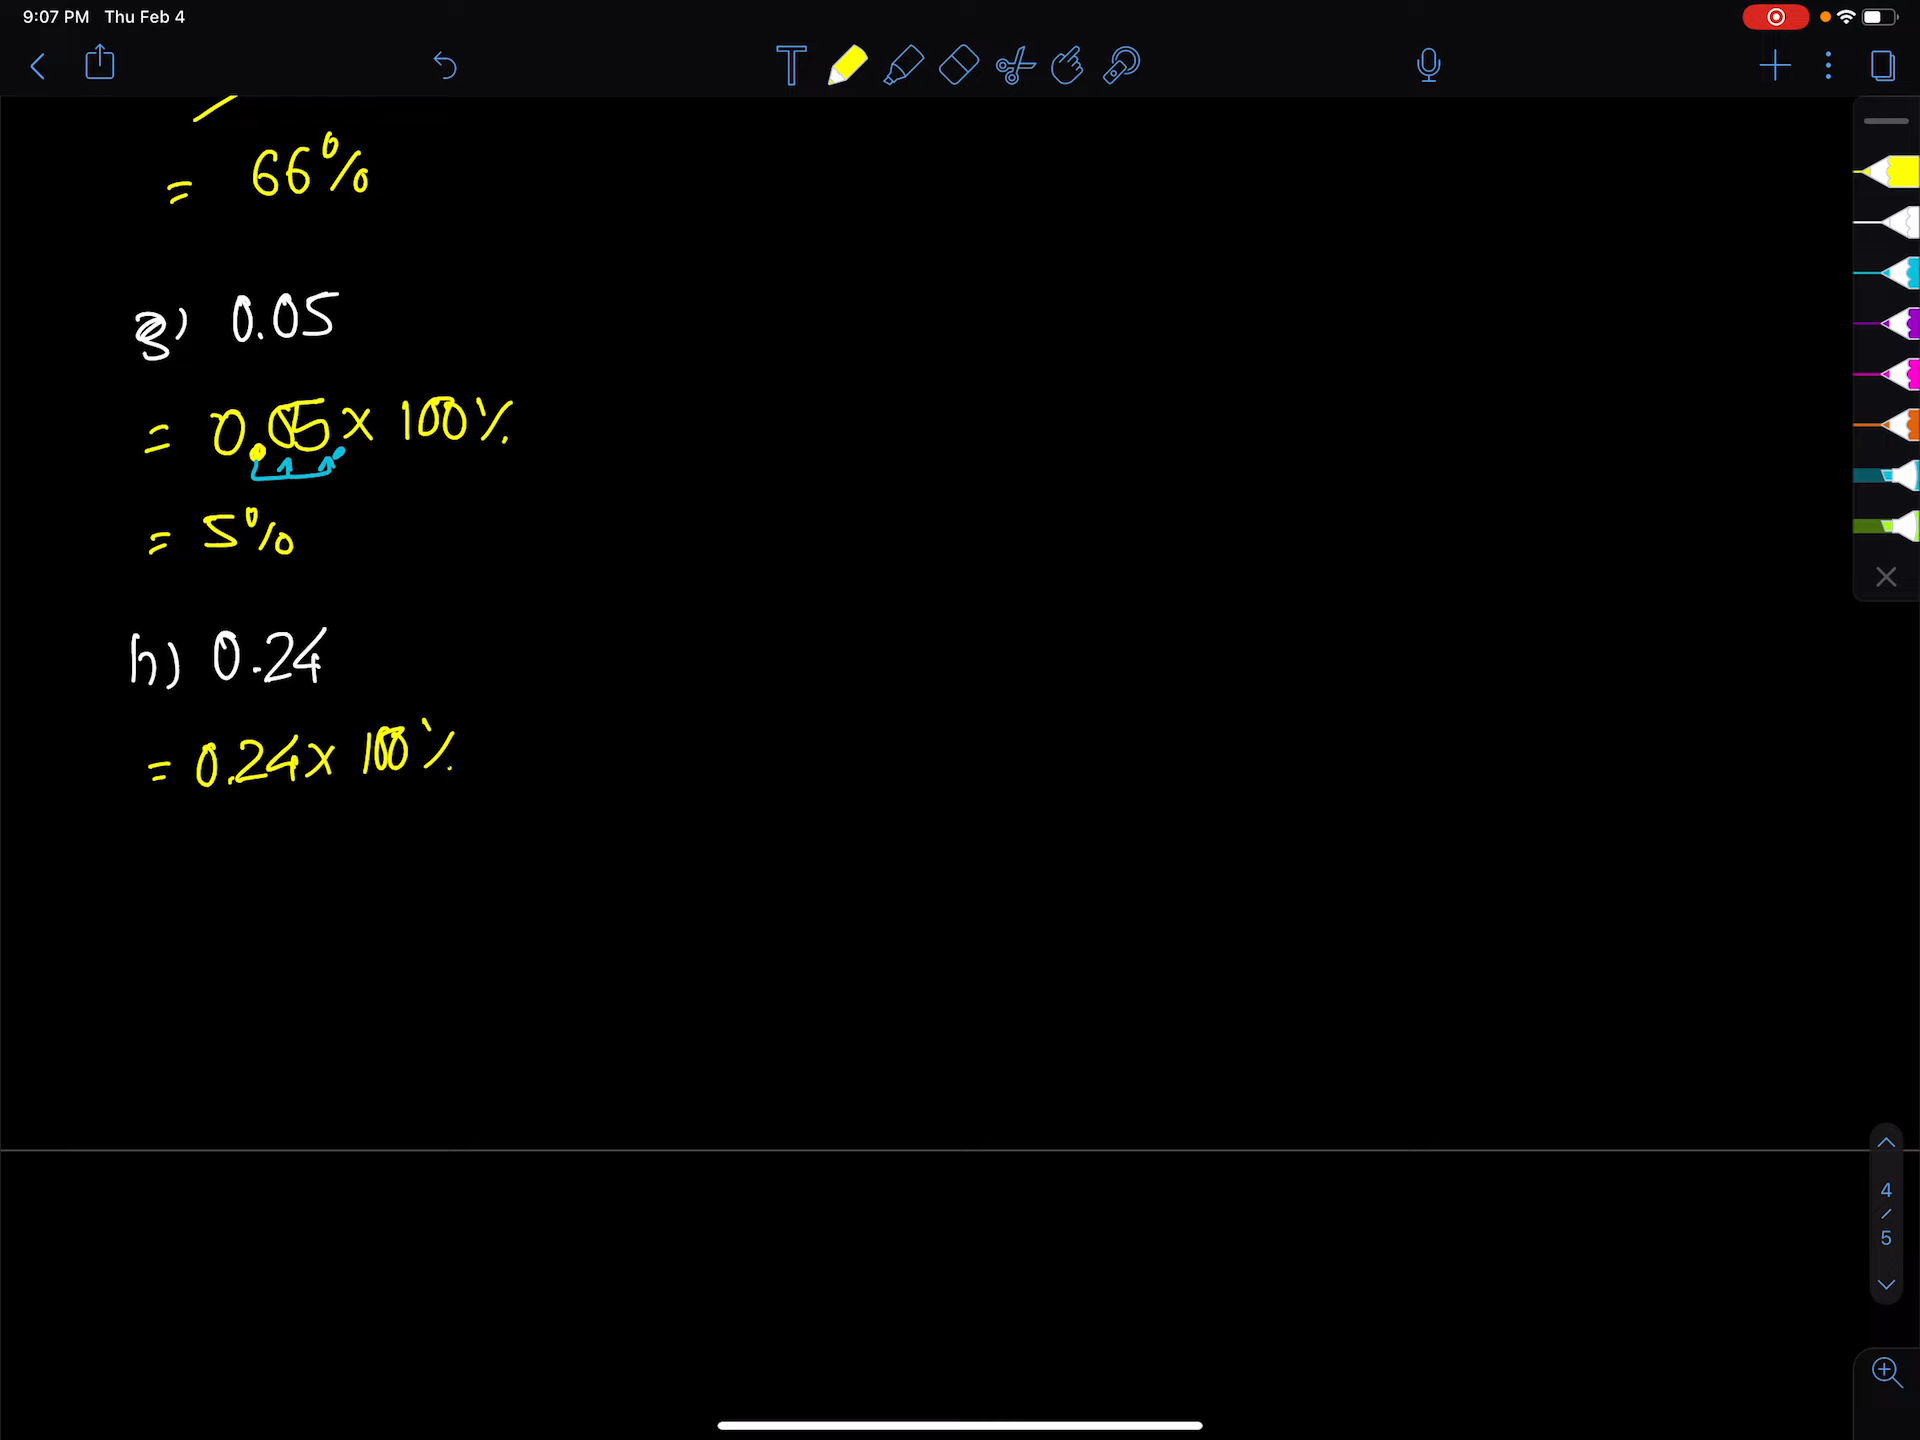 9:07 PM Thu Feb 4
= 66%
g) 0.05
= 0.05 x 100%
= 5%
h) 0.24
= 0.24 x 100%
4
/
5